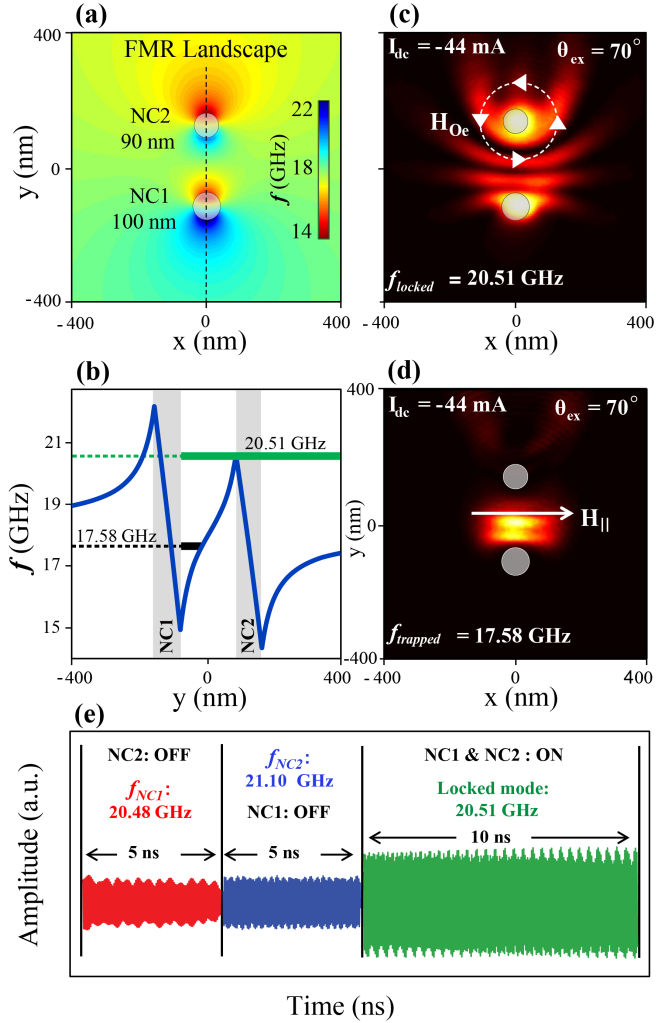 (a)
400
FMR Landscape
NC2
90 nm
NC1
100 nm
22
18
14
f (GHz)
y (nm)
0
-400
-400
0
400
x (nm)
(c)
I_dc = -44 mA
θ_ex = 70°
H_Oe
f_locked = 20.51 GHz
-400
0
400
x (nm)
(b)
21
19
17
15
f (GHz)
20.51 GHz
17.58 GHz
NC1
NC2
-400
0
400
y (nm)
(d)
400
I_dc = -44 mA
θ_ex = 70°
y (nm)
0
H_||
f_trapped = 17.58 GHz
-400
-400
0
400
x (nm)
(e)
Amplitude (a.u.)
NC2: OFF
f_NC1:
20.48 GHz
5 ns
f_NC2:
21.10 GHz
NC1: OFF
5 ns
NC1 & NC2 : ON
Locked mode:
20.51 GHz
10 ns
Time (ns)